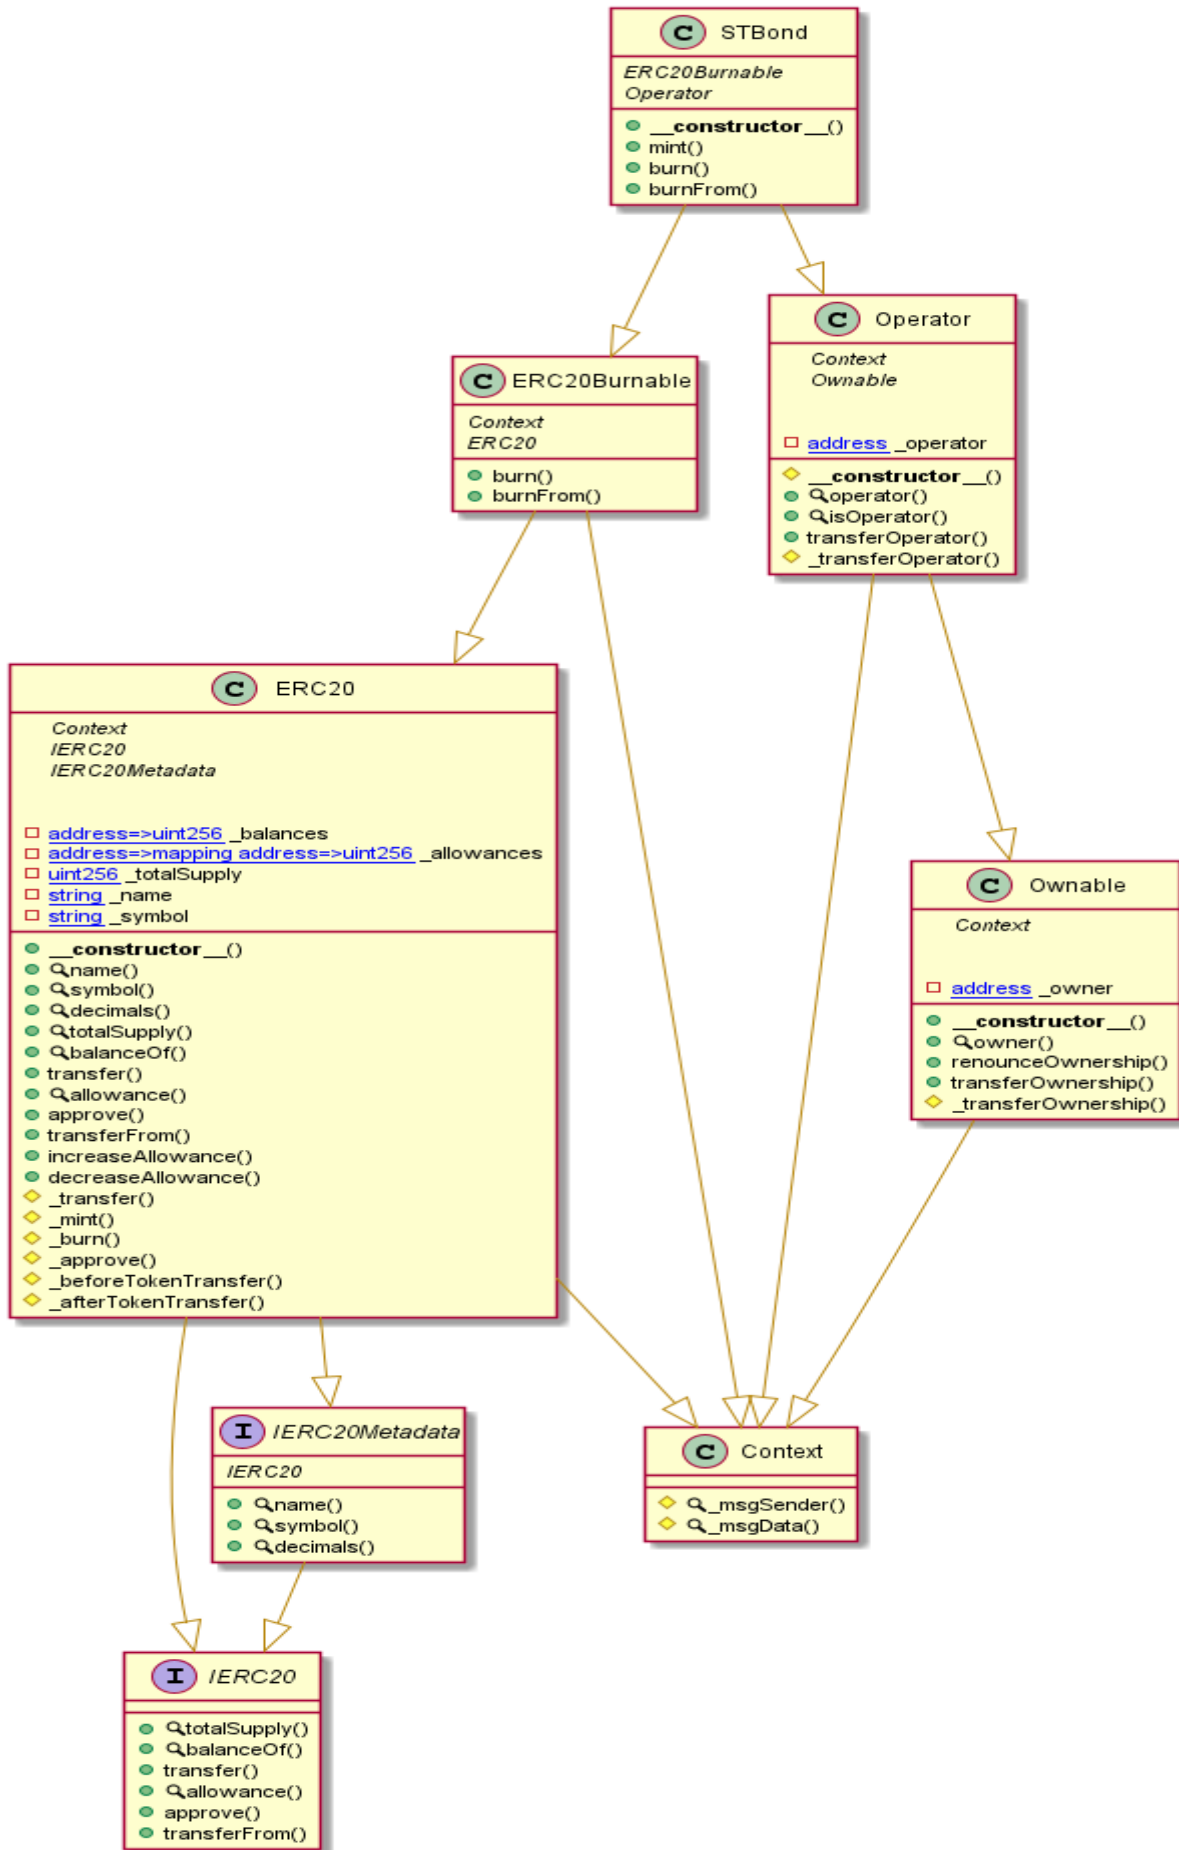 C STBond
ERC20Burnable
Operator
__constructor__()
mint()
burn()
burnFrom()
C Operator
Context
Ownable
address _operator
__constructor__()
operator()
isOperator()
transferOperator()
_transferOperator()
C ERC20Burnable
Context
ERC20
burn()
burnFrom()
C ERC20
Context
IERC20
IERC20Metadata
address=>uint256 _balances
address=>mapping address=>uint256 _allowances
uint256 _totalSupply
string _name
string _symbol
__constructor__()
name()
symbol()
decimals()
totalSupply()
balanceOf()
transfer()
allowance()
approve()
transferFrom()
increaseAllowance()
decreaseAllowance()
_transfer()
_mint()
_burn()
_approve()
_beforeTokenTransfer()
_afterTokenTransfer()
C Ownable
Context
address _owner
__constructor__()
owner()
renounceOwnership()
transferOwnership()
_transferOwnership()
I IERC20Metadata
IERC20
name()
symbol()
decimals()
C Context
_msgSender()
_msgData()
I IERC20
totalSupply()
balanceOf()
transfer()
allowance()
approve()
transferFrom()